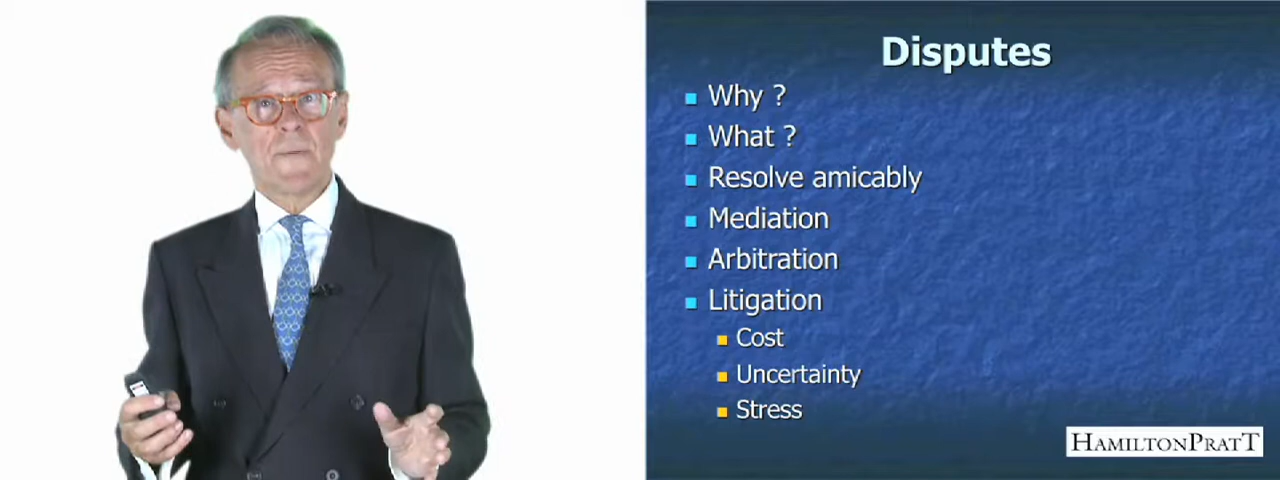 Disputes
Why ?
What ?
Resolve amicably
Mediation
Arbitration
Litigation
Cost
Uncertainty
Stress
HAMILTONPRATT